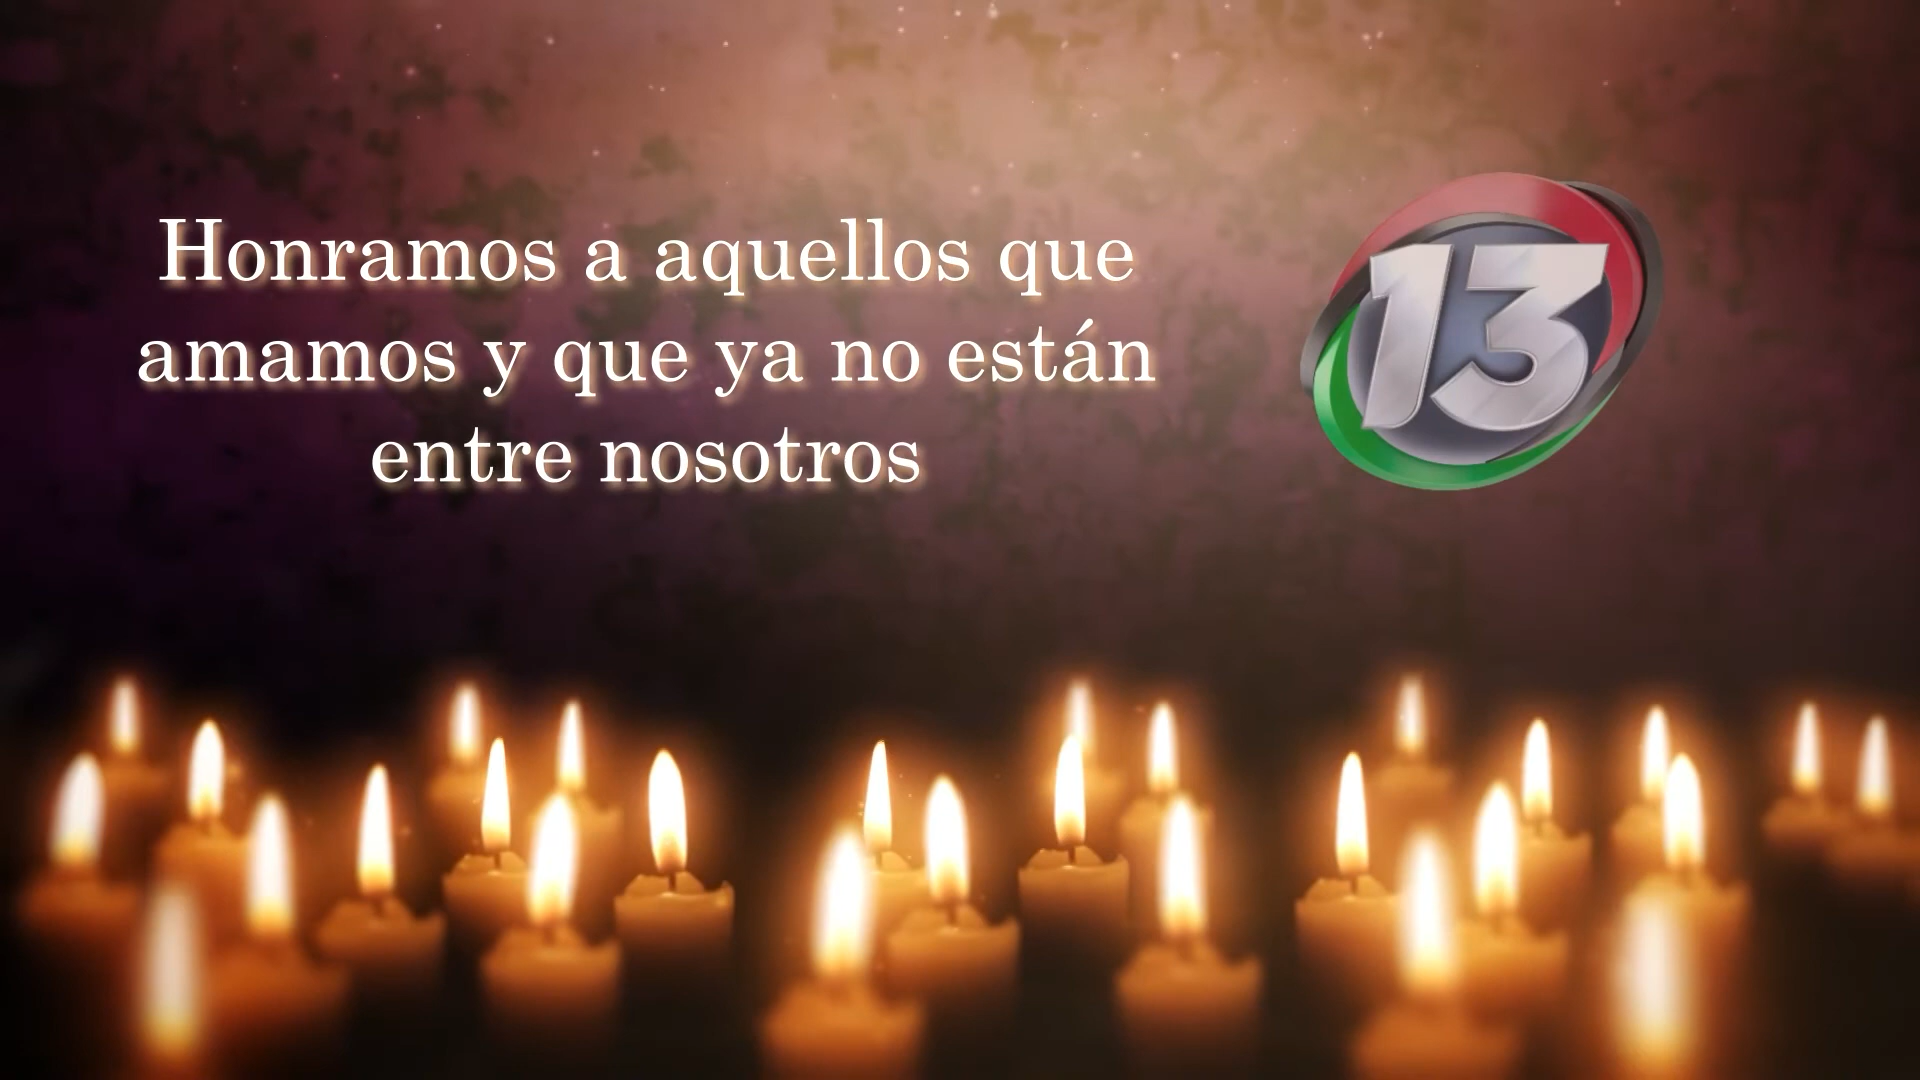 Honramos a aquellos que
amamos y que ya no están
entre nosotros
13